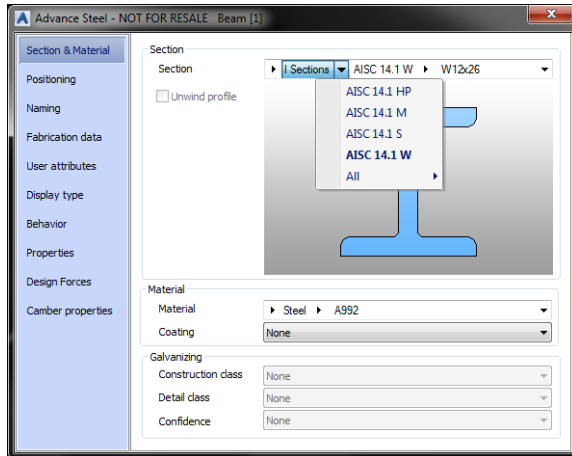 Advance Steel - NOT FOR RESALE Beam [1]
Section & Material
Positioning
Naming
Fabrication data
User attributes
Display type
Behavior
Properties
Design Forces
Camber properties
Section
Section I Sections AISC 14.1 W W12x26
Unwind profile
AISC 14.1 HP
AISC 14.1 M
AISC 14.1 S
AISC 14.1 W
All
Material
Material Steel A992
Coating None
Galvanizing
Construction class None
Detail class None
Confidence None